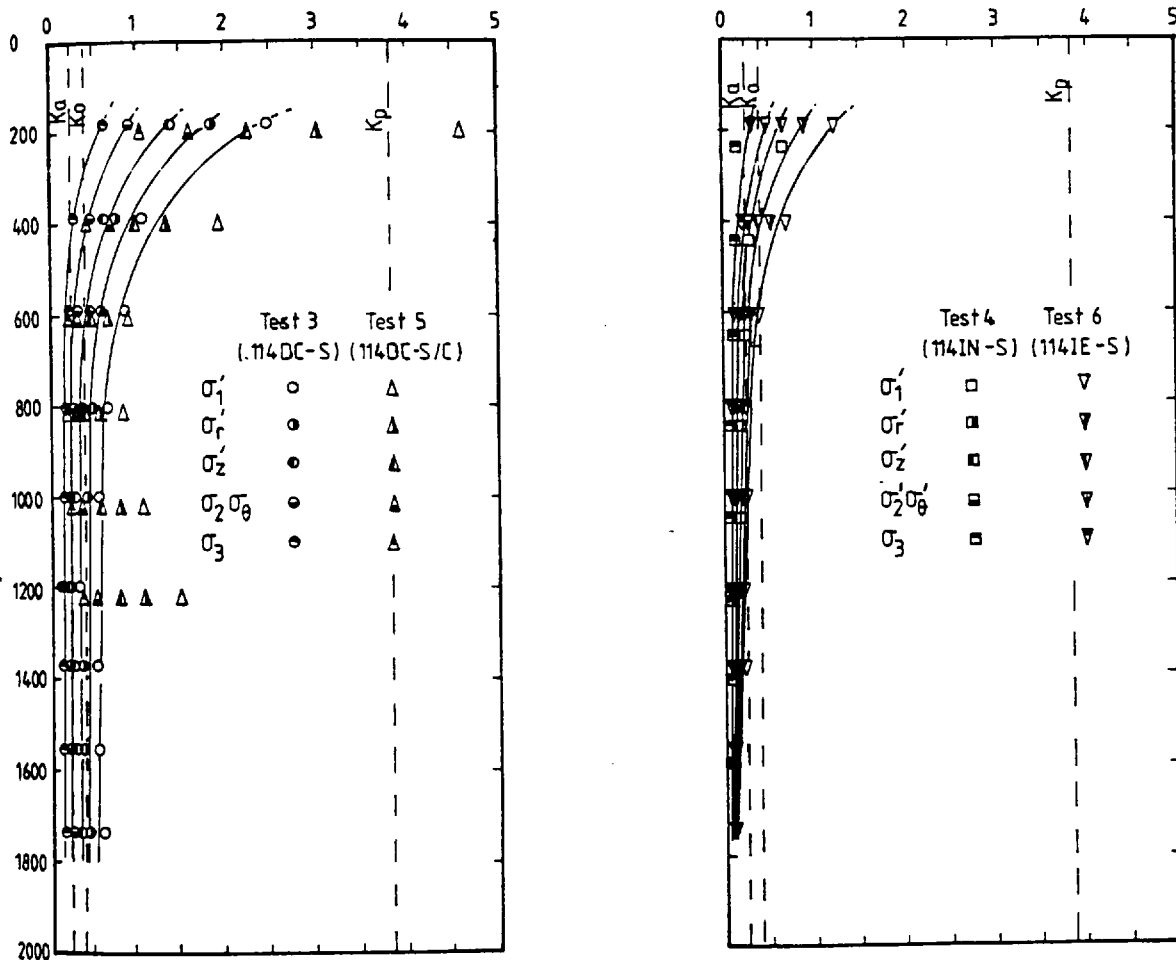 0 1 2 3 4 5
0
200
400
600
800
1000
1200
1400
1600
1800
2000
Ka
Ko
Kp
Test 3 Test 5
(.114DC-S) (114DC-S/C)
σ₁'
σr'
σz'
σ₂ σθ
σ₃
0 1 2 3 4 5
Ka
Ko
Kp
Test 4 Test 6
(114IN-S) (114IE-S)
σ₁'
σr'
σz'
σ₂' σθ'
σ₃